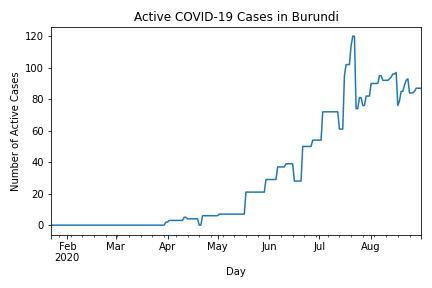 Active COVID-19 Cases in Burundi
120
100
80
60
40
20
0
Number of Active Cases
Feb Mar Apr May Jun Jul Aug
2020
Day